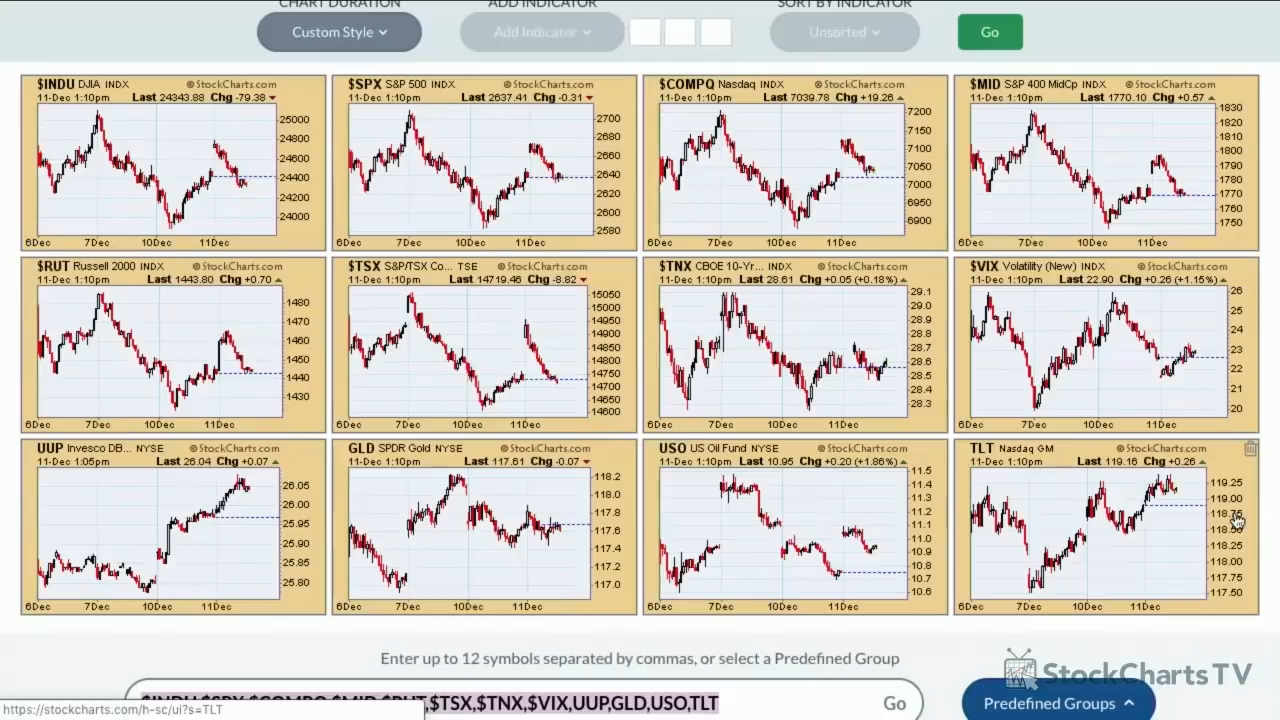 CHART DURATION ADD INDICATOR SORT BY INDICATOR
Custom Style Add Indicator Unsorted Go
$INDU DJIA INDX @StockCharts.com
11-Dec 1:10pm Last 24343.88 Chg -79.38
25000
24800
24600
24400
24200
24000
6Dec 7Dec 10Dec 11Dec
$SPX S&P 500 INDX @StockCharts.com
11-Dec 1:10pm Last 2637.41 Chg -0.31
2700
2680
2660
2640
2620
2600
2580
6Dec 7Dec 10Dec 11Dec
$COMPQ Nasdaq INDX @StockCharts.com
11-Dec 1:10pm Last 7039.78 Chg +19.26
7200
7150
7100
7050
7000
6950
6900
6Dec 7Dec 10Dec 11Dec
$MID S&P 400 MidCp INDX @StockCharts.com
11-Dec 1:10pm Last 1770.10 Chg +0.57
1830
1820
1810
1800
1790
1780
1770
1760
1750
6Dec 7Dec 10Dec 11Dec
$RUT Russell 2000 INDX @StockCharts.com
11-Dec 1:10pm Last 1443.80 Chg +0.70
1480
1470
1460
1450
1440
1430
6Dec 7Dec 10Dec 11Dec
$TSX S&P/TSX Co... TSE @StockCharts.com
11-Dec 1:10pm Last 14719.46 Chg -8.82
15050
15000
14950
14900
14850
14800
14750
14700
14650
14600
6Dec 7Dec 10Dec 11Dec
$TNX CBOE 10-Yr... INDX @StockCharts.com
11-Dec 1:10pm Last 28.61 Chg +0.05 (+0.18%)
29.1
29.0
28.9
28.8
28.7
28.6
28.5
28.4
28.3
6Dec 7Dec 10Dec 11Dec
$VIX Volatility (New) INDX @StockCharts.com
11-Dec 1:10pm Last 22.90 Chg +0.26 (+1.15%)
26
25
24
23
22
21
20
6Dec 7Dec 10Dec 11Dec
UUP Invesco DB... NYSE @StockCharts.com
11-Dec 1:05pm Last 26.04 Chg +0.07
26.05
26.00
25.95
25.90
25.85
25.80
6Dec 7Dec 10Dec 11Dec
GLD SPDR Gold NYSE @StockCharts.com
11-Dec 1:10pm Last 117.61 Chg -0.07
118.2
118.0
117.8
117.6
117.4
117.2
117.0
6Dec 7Dec 10Dec 11Dec
USO US Oil Fund NYSE @StockCharts.com
11-Dec 1:10pm Last 10.95 Chg +0.20 (+1.86%)
11.5
11.4
11.3
11.2
11.1
11.0
10.9
10.8
10.7
10.6
6Dec 7Dec 10Dec 11Dec
TLT Nasdaq GM @StockCharts.com
11-Dec 1:10pm Last 119.16 Chg +0.26
119.25
119.00
118.75
118.50
118.25
118.00
117.75
117.50
6Dec 7Dec 10Dec 11Dec
Enter up to 12 symbols separated by commas, or select a Predefined Group
StockCharts TV
$INDU,$SPX,$COMPQ,$MID,$RUT,$TSX,$TNX,$VIX,UUP,GLD,USO,TLT Go Predefined Groups
https://stockcharts.com/h-sc/ui?s=TLT